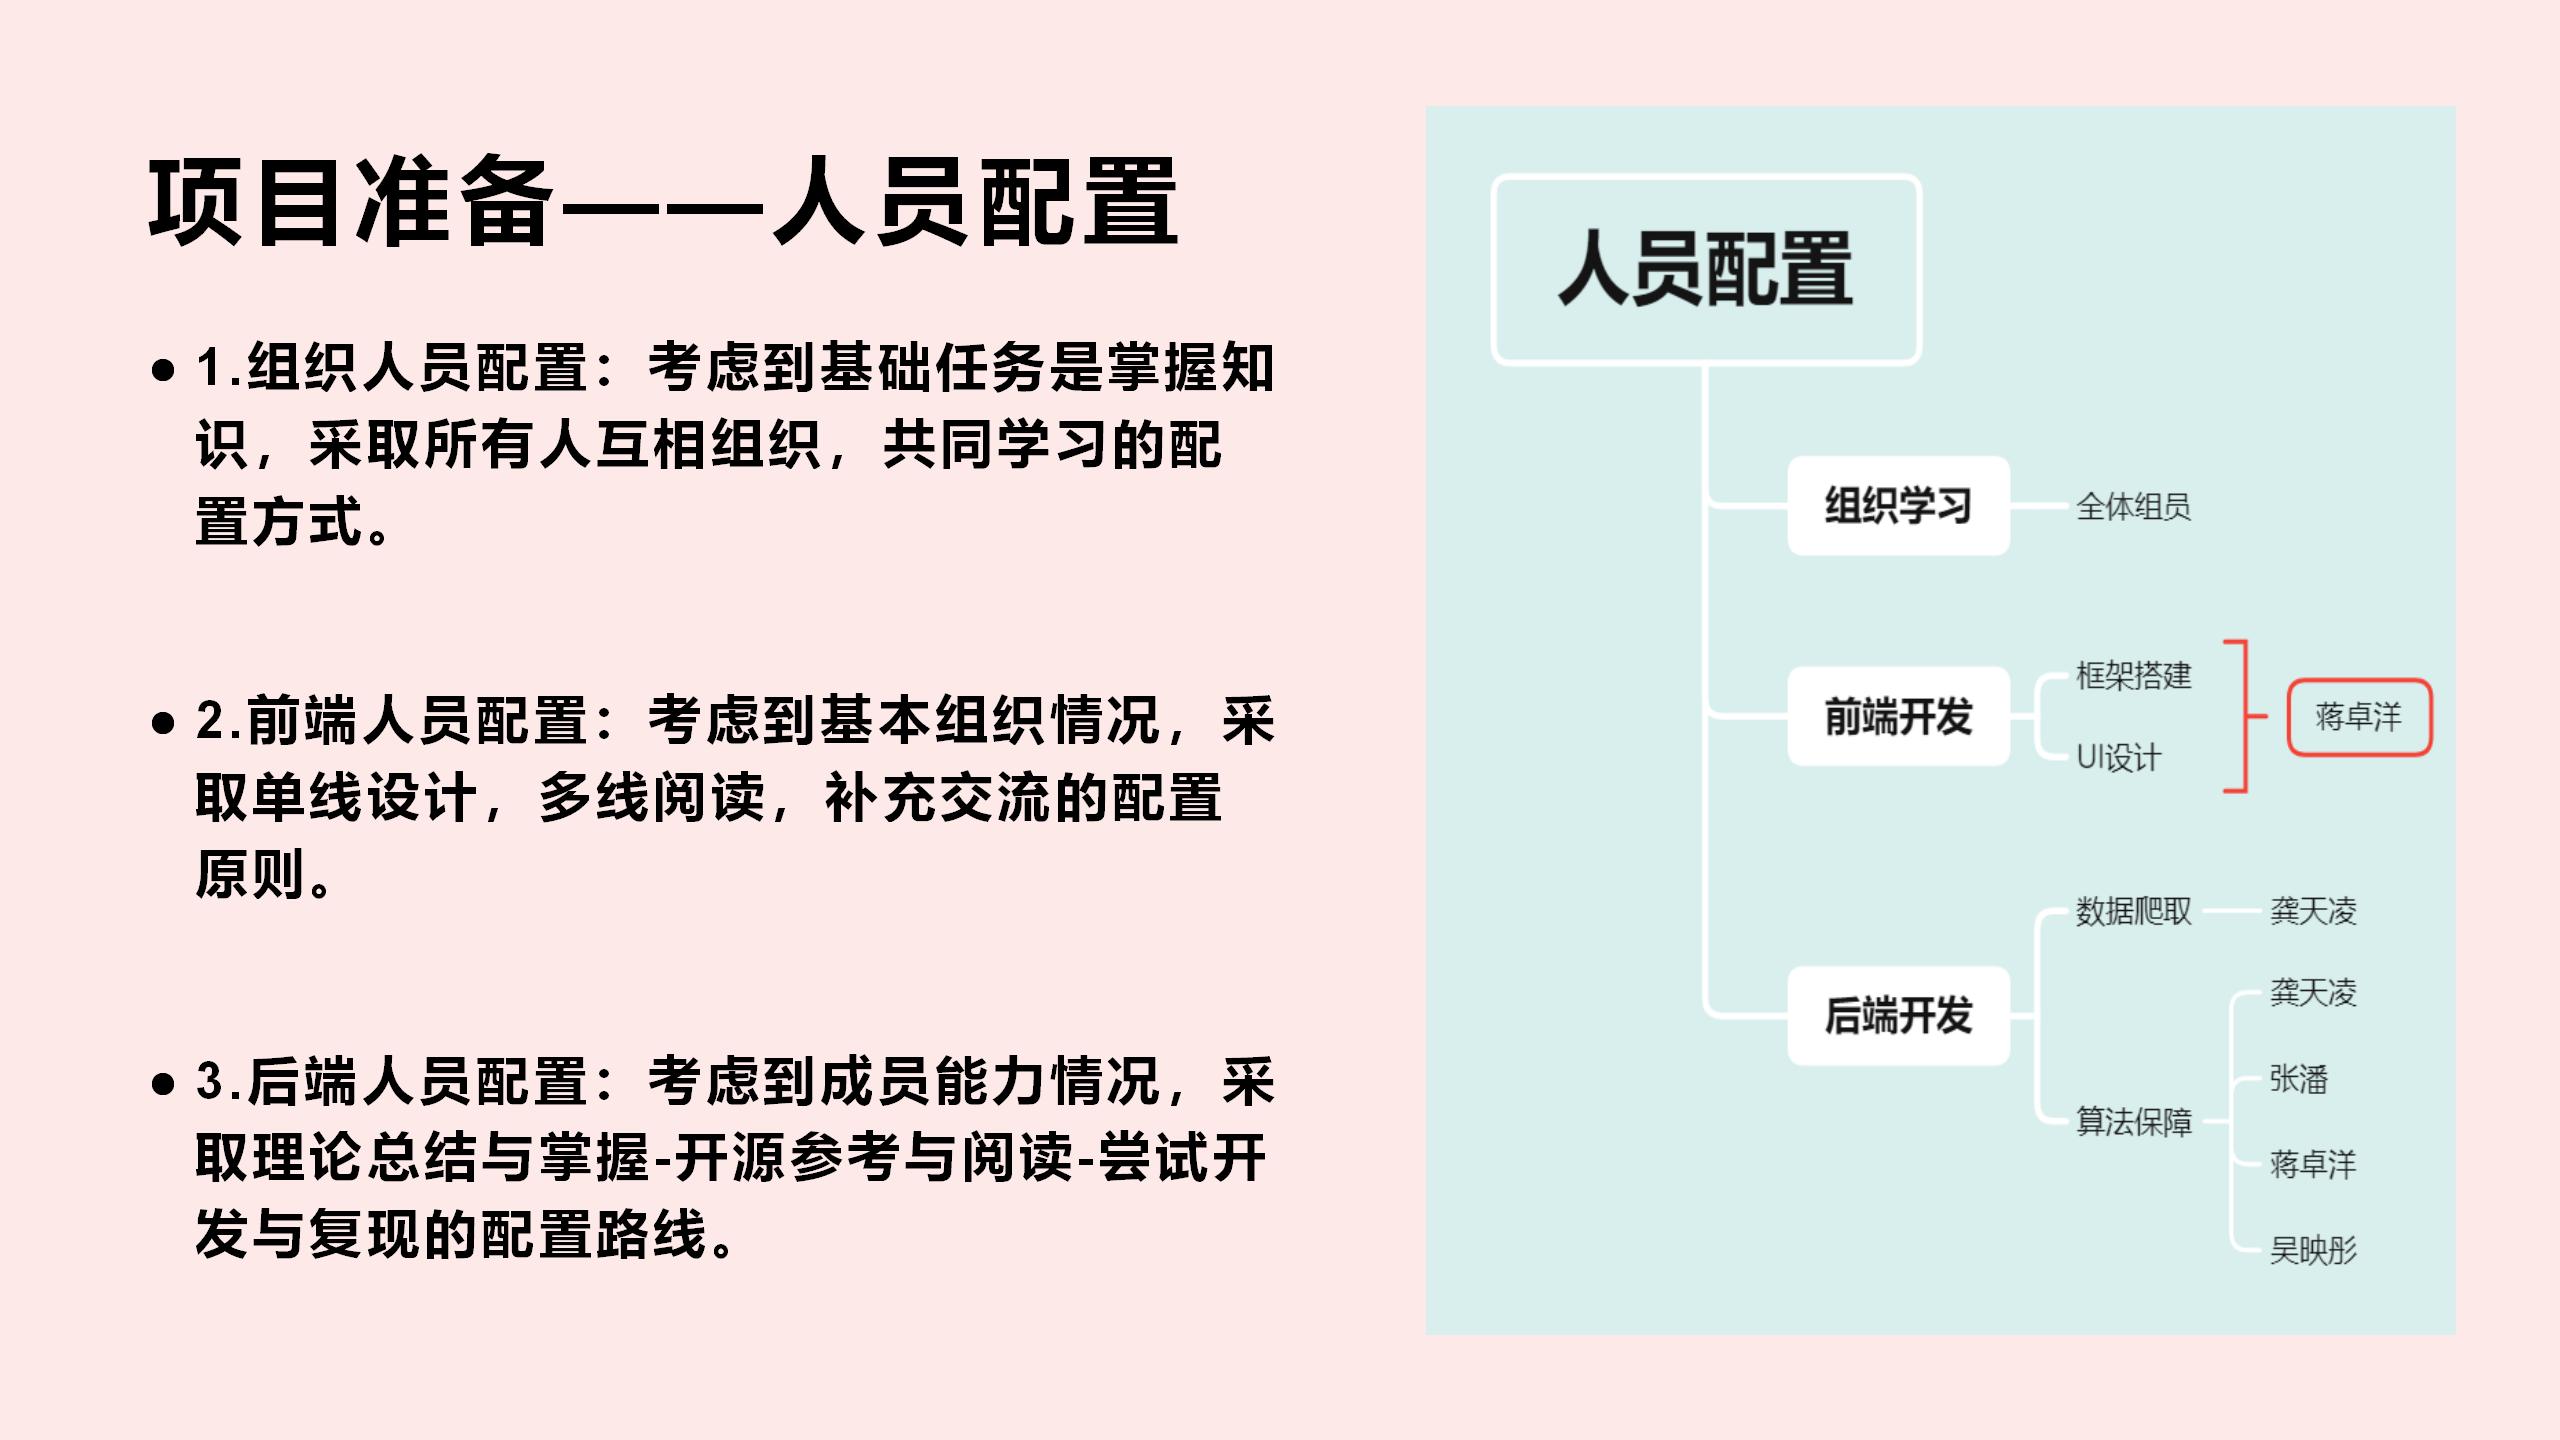 项目准备——人员配置
• 1.组织人员配置：考虑到基础任务是掌握知
识，采取所有人互相组织，共同学习的配
置方式。
• 2.前端人员配置：考虑到基本组织情况，采
取单线设计，多线阅读，补充交流的配置
原则。
• 3.后端人员配置：考虑到成员能力情况，采
取理论总结与掌握-开源参考与阅读-尝试开
发与复现的配置路线。
人员配置
组织学习
全体组员
前端开发
框架搭建
UI设计
蒋卓洋
后端开发
数据爬取
龚天凌
算法保障
龚天凌
张潘
蒋卓洋
吴映彤